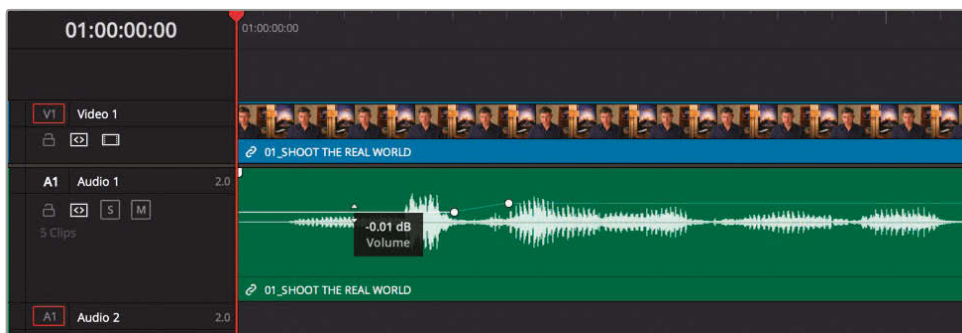 01:00:00:00
01:00:00:00
V1 Video 1
01_SHOOT THE REAL WORLD
A1 Audio 1 2.0
S M
5 Clips
-0.01 dB
Volume
01_SHOOT THE REAL WORLD
A1 Audio 2 2.0